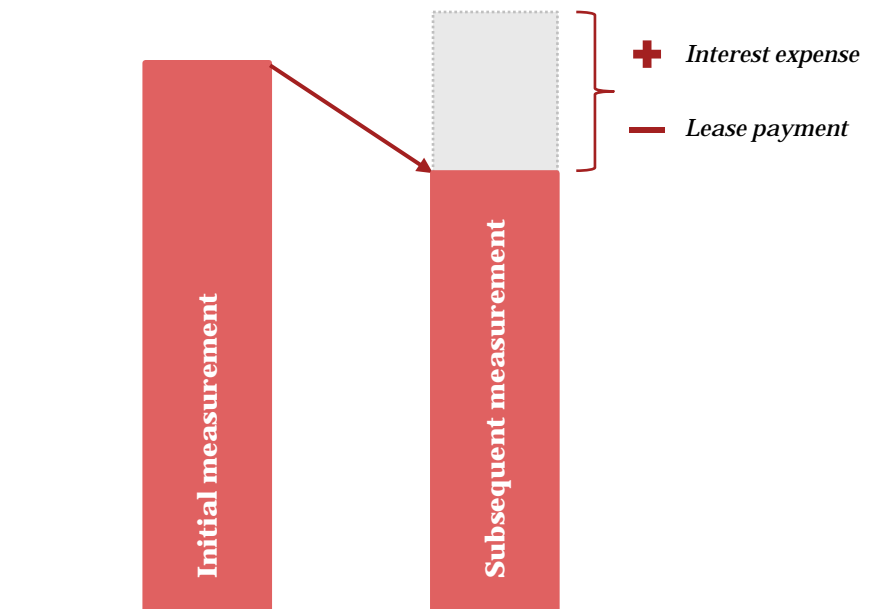 Interest expense
Lease payment
Initial measurement
Subsequent measurement